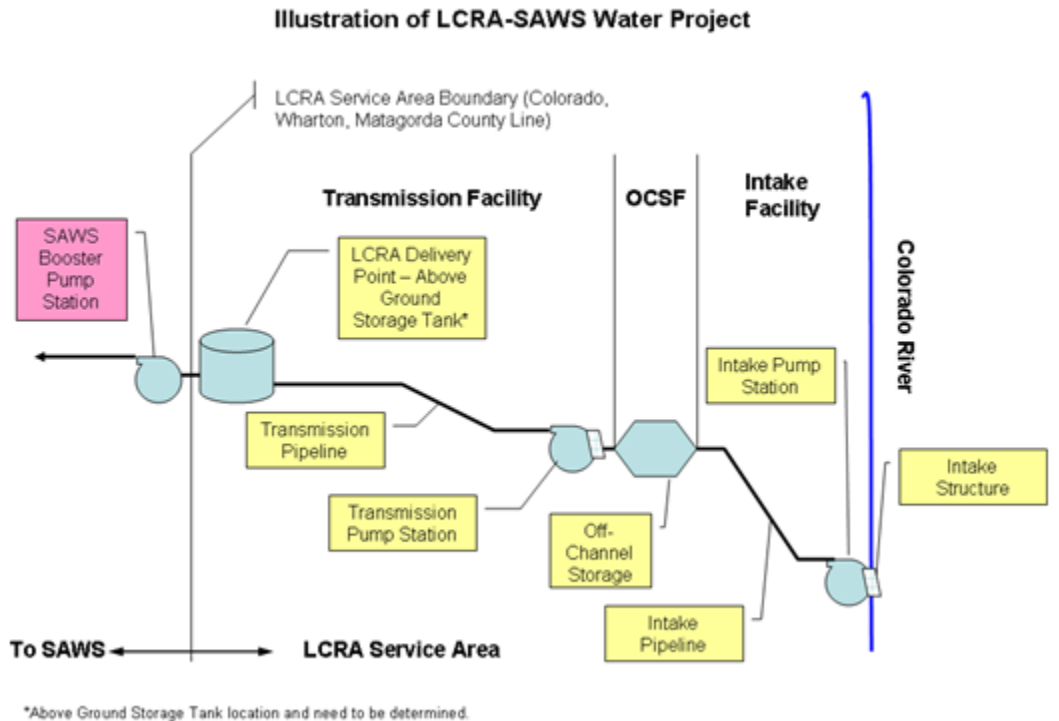 Illustration of LCRA-SAWS Water Project
LCRA Service Area Boundary (Colorado,
Wharton, Matagorda County Line)
Transmission Facility
OCSF
Intake
Facility
SAWS
Booster
Pump
Station
LCRA Delivery
Point – Above
Ground
Storage Tank*
Colorado River
Intake Pump
Station
Transmission
Pipeline
Intake
Structure
Transmission
Pump Station
Off-
Channel
Storage
Intake
Pipeline
To SAWS
LCRA Service Area
*Above Ground Storage Tank location and need to be determined.